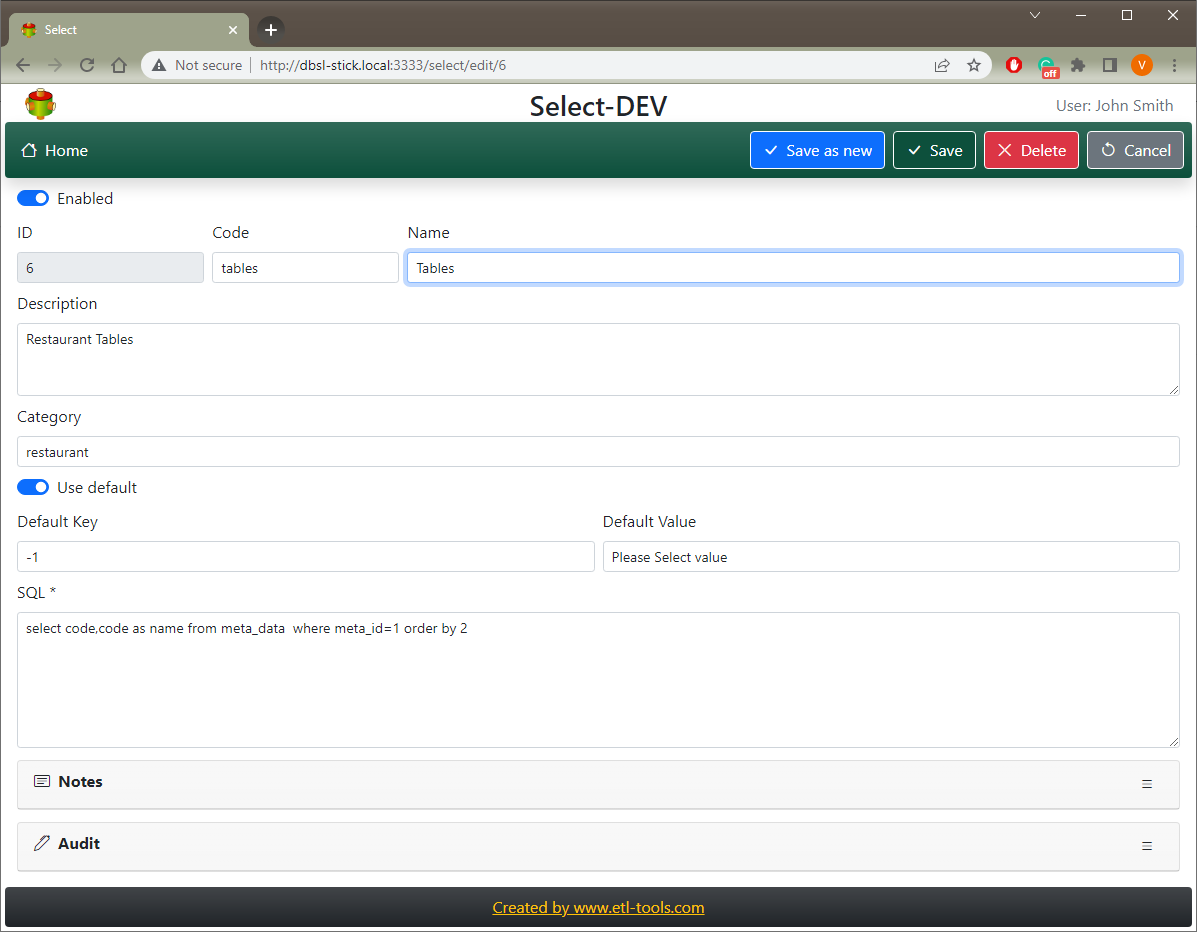 Select
Not secure http://dbsl-stick.local:3333/select/edit/6 off V
Select-DEV User: John Smith
Home Save as new Save Delete Cancel
Enabled
ID Code Name
6 tables Tables
Description
Restaurant Tables
Category
restaurant
Use default
Default Key Default Value
-1 Please Select value
SQL *
select code,code as name from meta_data  where meta_id=1 order by 2
Notes
Audit
Created by www.etl-tools.com